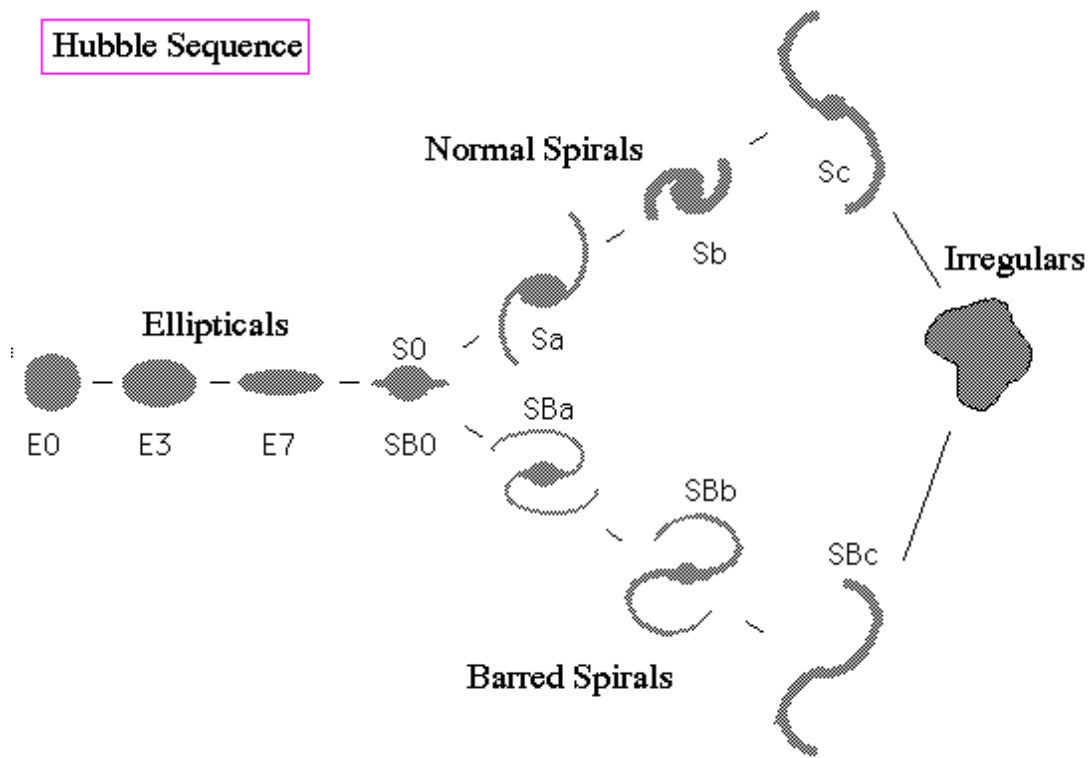 Hubble Sequence
Normal Spirals
Sc
Sb
Irregulars
Ellipticals
Sa
S0
SBa
E0
E3
E7
SB0
SBb
SBc
Barred Spirals